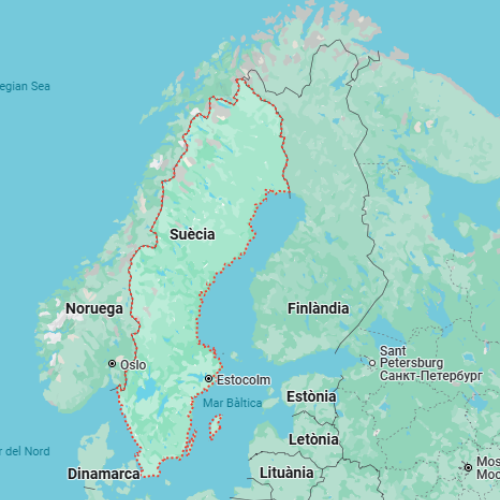 egian Sea
Suècia
Noruega
Finlàndia
Oslo
Sant
Petersburg
Санкт-Петербург
Estocolm
Estònia
Mar Bàltica
Letònia
r del Nord
Dinamarca
Lituània
Mos
Мос